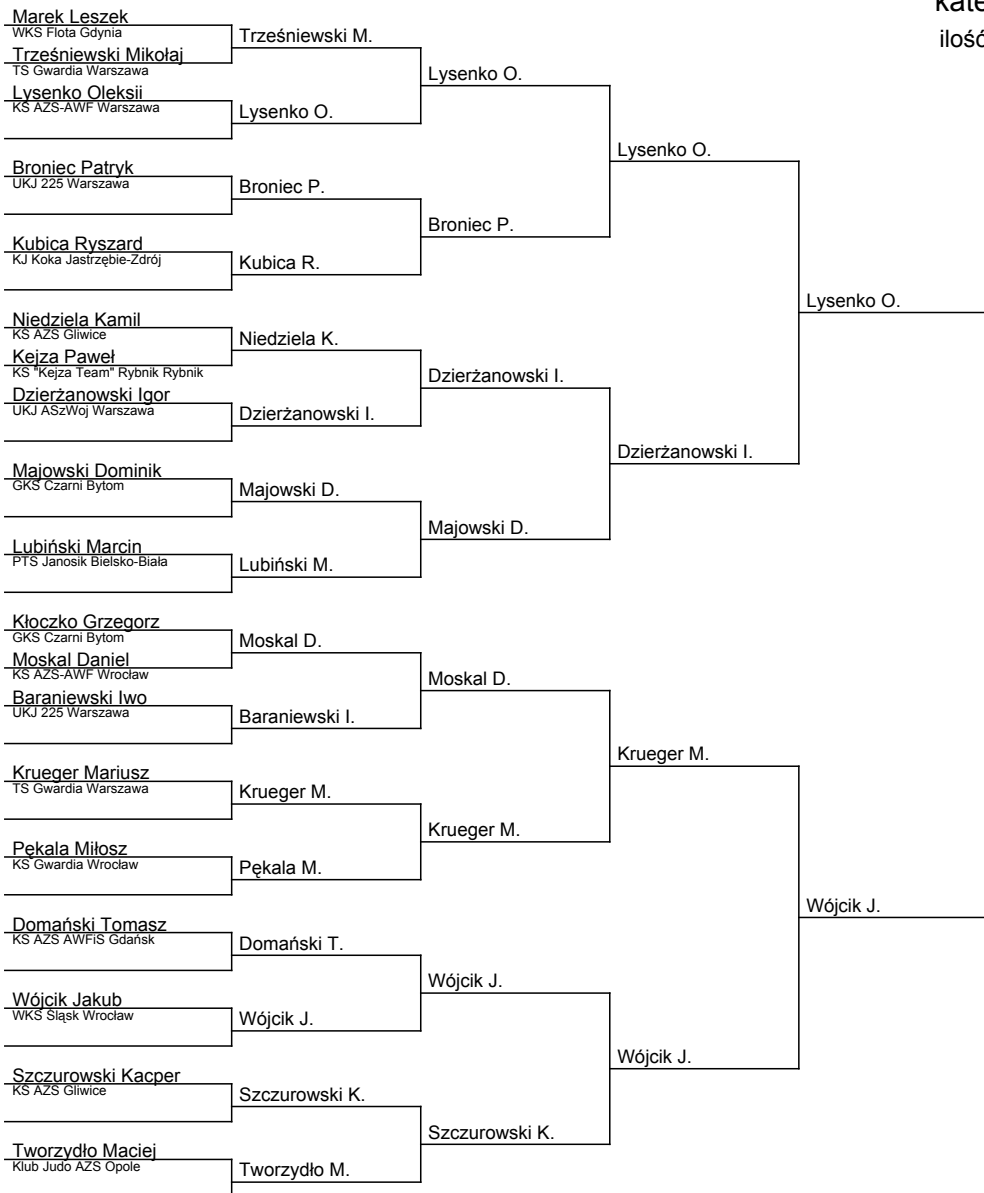 kate
ilość
Marek Leszek
WKS Flota Gdynia
Trześniewski M.
Trześniewski Mikołaj
TS Gwardia Warszawa
Lysenko O.
Lysenko Oleksii
KS AZS-AWF Warszawa
Lysenko O.
Lysenko O.
Broniec Patryk
UKJ 225 Warszawa
Broniec P.
Broniec P.
Kubica Ryszard
KJ Koka Jastrzębie-Zdrój
Kubica R.
Lysenko O.
Niedziela Kamil
KS AZS Gliwice
Niedziela K.
Kejza Paweł
KS "Kejza Team" Rybnik Rybnik
Dzierżanowski I.
Dzierżanowski Igor
UKJ ASzWoj Warszawa
Dzierżanowski I.
Dzierżanowski I.
Majowski Dominik
GKS Czarni Bytom
Majowski D.
Majowski D.
Lubiński Marcin
PTS Janosik Bielsko-Biała
Lubiński M.
Kłoczko Grzegorz
GKS Czarni Bytom
Moskal D.
Moskal Daniel
KS AZS-AWF Wrocław
Moskal D.
Baraniewski Iwo
UKJ 225 Warszawa
Baraniewski I.
Krueger M.
Krueger Mariusz
TS Gwardia Warszawa
Krueger M.
Krueger M.
Pękala Miłosz
KS Gwardia Wrocław
Pękala M.
Wójcik J.
Domański Tomasz
KS AZS AWFiS Gdańsk
Domański T.
Wójcik J.
Wójcik Jakub
WKS Śląsk Wrocław
Wójcik J.
Wójcik J.
Szczurowski Kacper
KS AZS Gliwice
Szczurowski K.
Szczurowski K.
Tworzydło Maciej
Klub Judo AZS Opole
Tworzydło M.